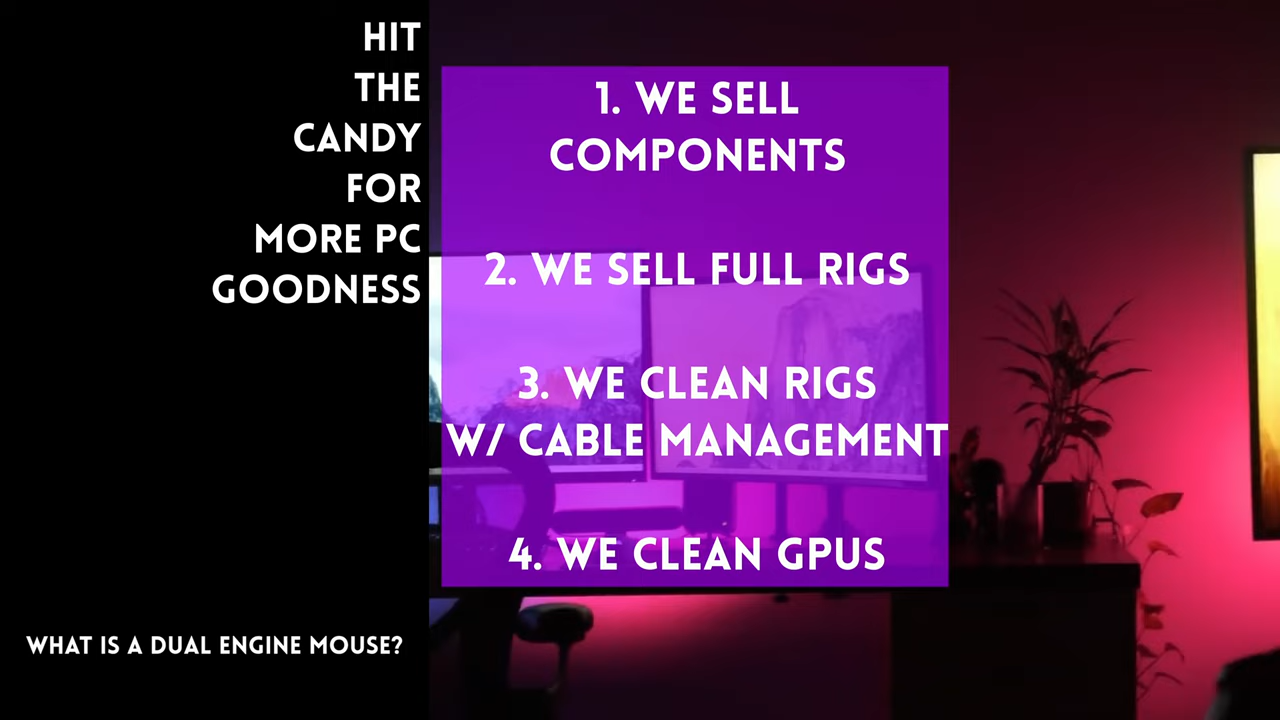 HIT
THE
CANDY
FOR
MORE PC
GOODNESS
1. WE SELL
COMPONENTS
2. WE SELL FULL RIGS
3. WE CLEAN RIGS
W/ CABLE MANAGEMENT
4. WE CLEAN GPUS
WHAT IS A DUAL ENGINE MOUSE?